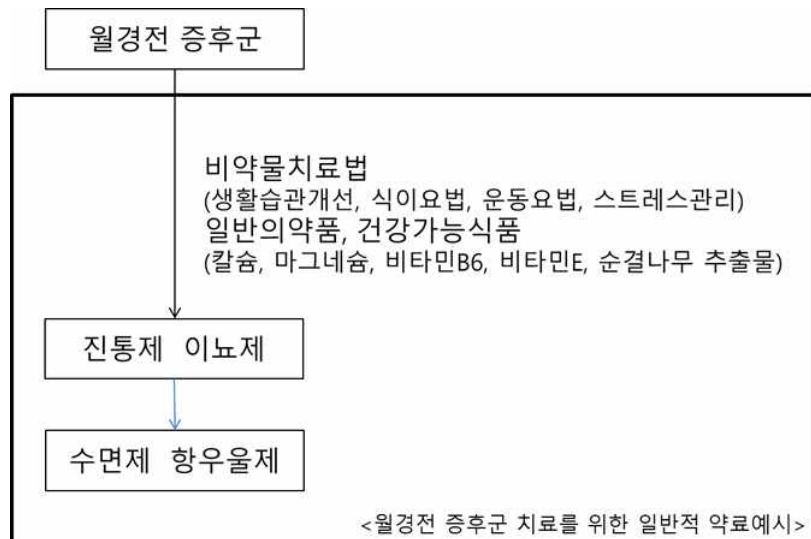 월경전 증후군
비약물치료법
(생활습관개선, 식이요법, 운동요법, 스트레스관리)
일반의약품, 건강가능식품
(칼슘, 마그네슘, 비타민B6, 비타민E, 순결나무 추출물)
진통제 이뇨제
수면제 항우울제
<월경전 증후군 치료를 위한 일반적 약료예시>